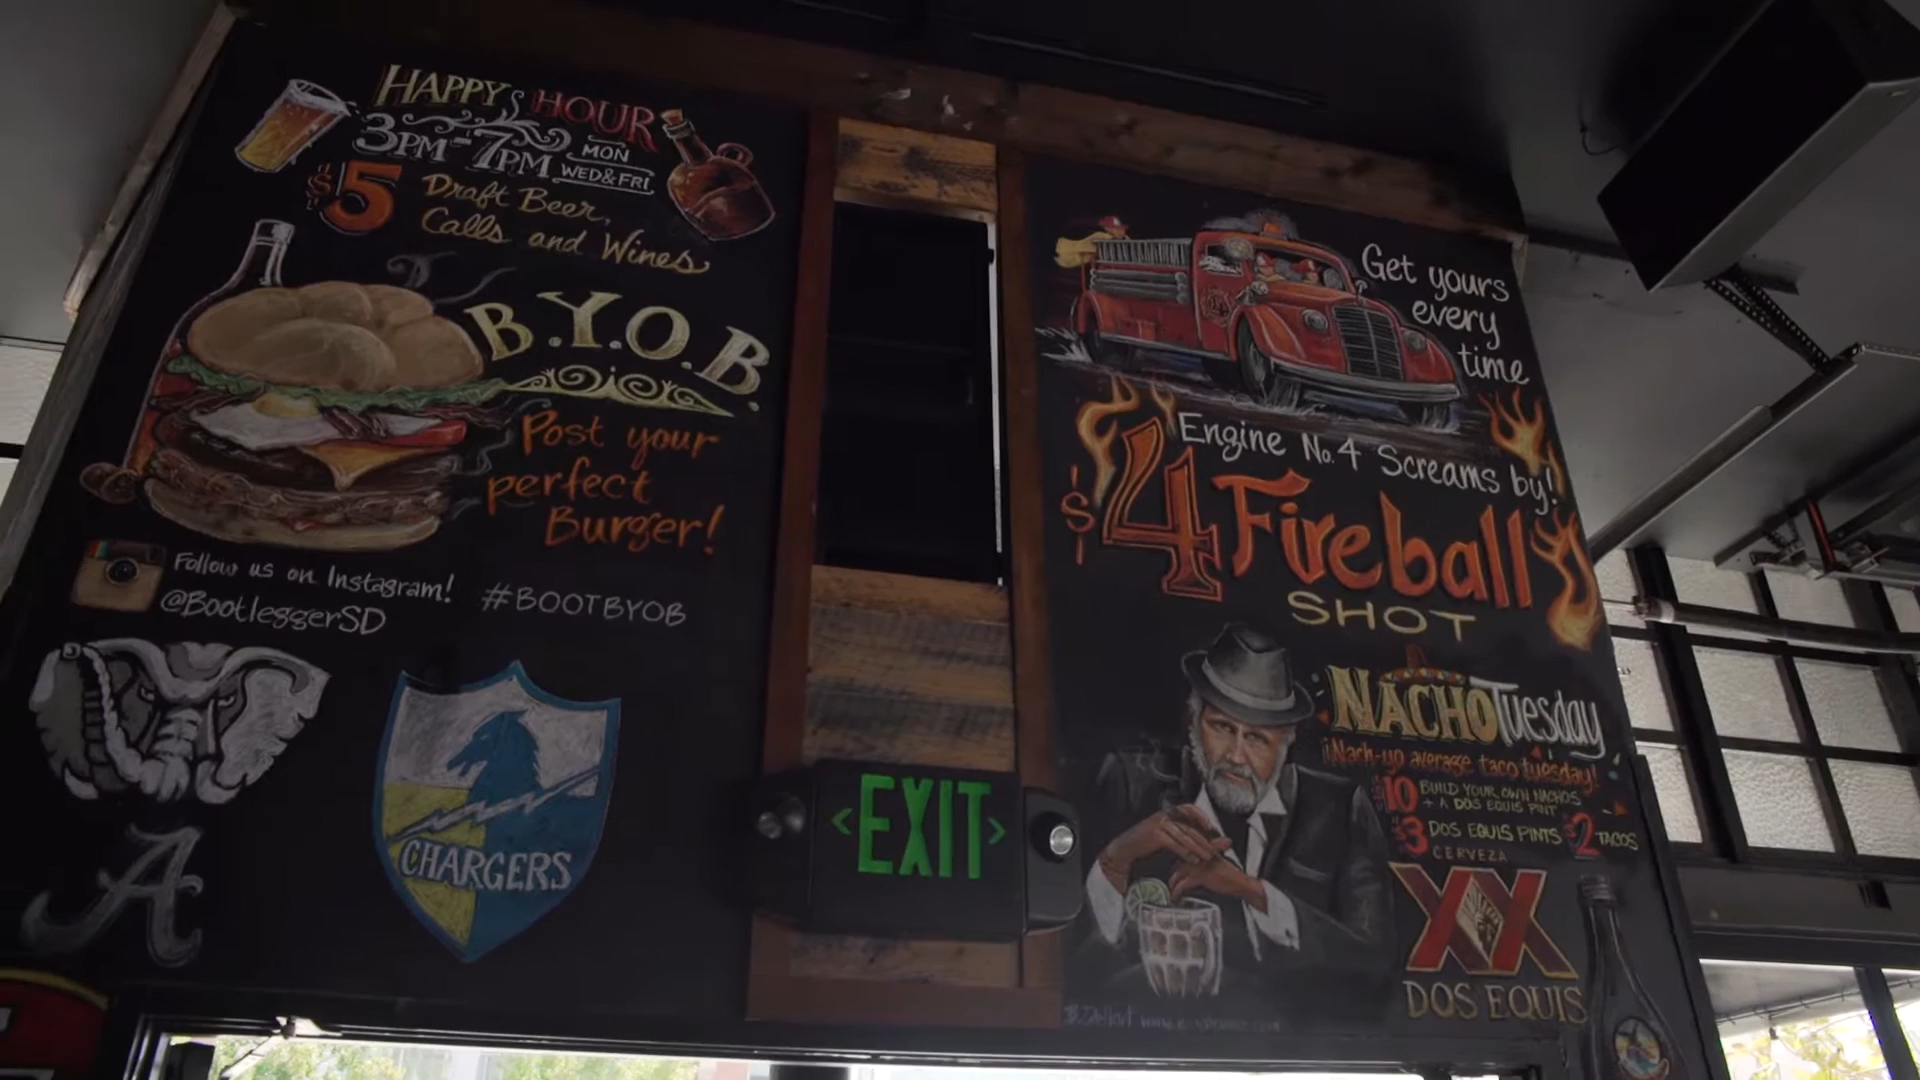 HAPPY HOUR
3PM-7PM MON
WED&FRI
$5 Draft Beer,
Calls and Wines
B.Y.O.B.
Post your
perfect
Burger!
Follow us on Instagram!
@BootleggerSD
#BOOTBYOB
A
CHARGERS
<EXIT>
Get yours
every
time
Engine No. 4 Screams by!
$4 Fireball
SHOT
NACHO Tuesday
¡Nach-yo average taco tuesday!
$10 BUILD YOUR OWN NACHOS
+ A DOS EQUIS PINT
$3 DOS EQUIS PINTS $2 TACOS
CERVEZA
XX
DOS EQUIS